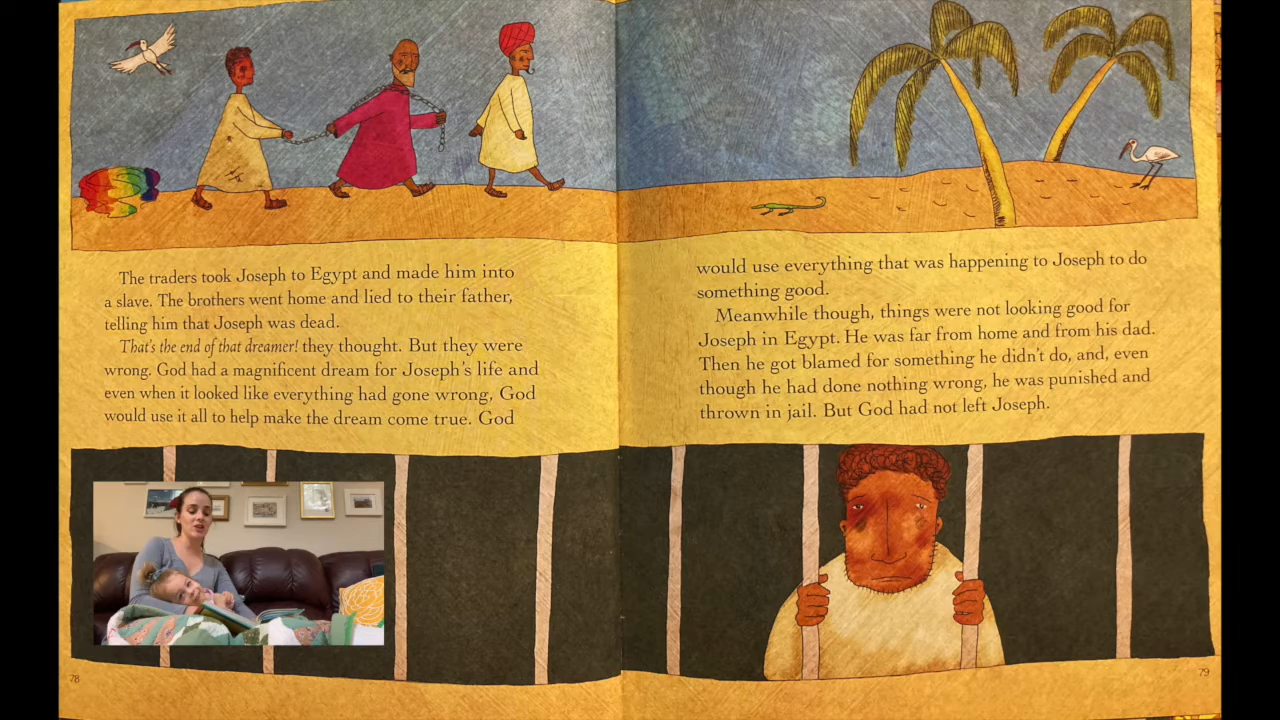 The traders took Joseph to Egypt and made him into
a slave. The brothers went home and lied to their father,
telling him that Joseph was dead.
That's the end of that dreamer! they thought. But they were
wrong. God had a magnificent dream for Joseph's life and
even when it looked like everything had gone wrong, God
would use it all to help make the dream come true. God
78
would use everything that was happening to Joseph to do
something good.
Meanwhile though, things were not looking good for
Joseph in Egypt. He was far from home and from his dad.
Then he got blamed for something he didn't do, and, even
though he had done nothing wrong, he was punished and
thrown in jail. But God had not left Joseph.
79